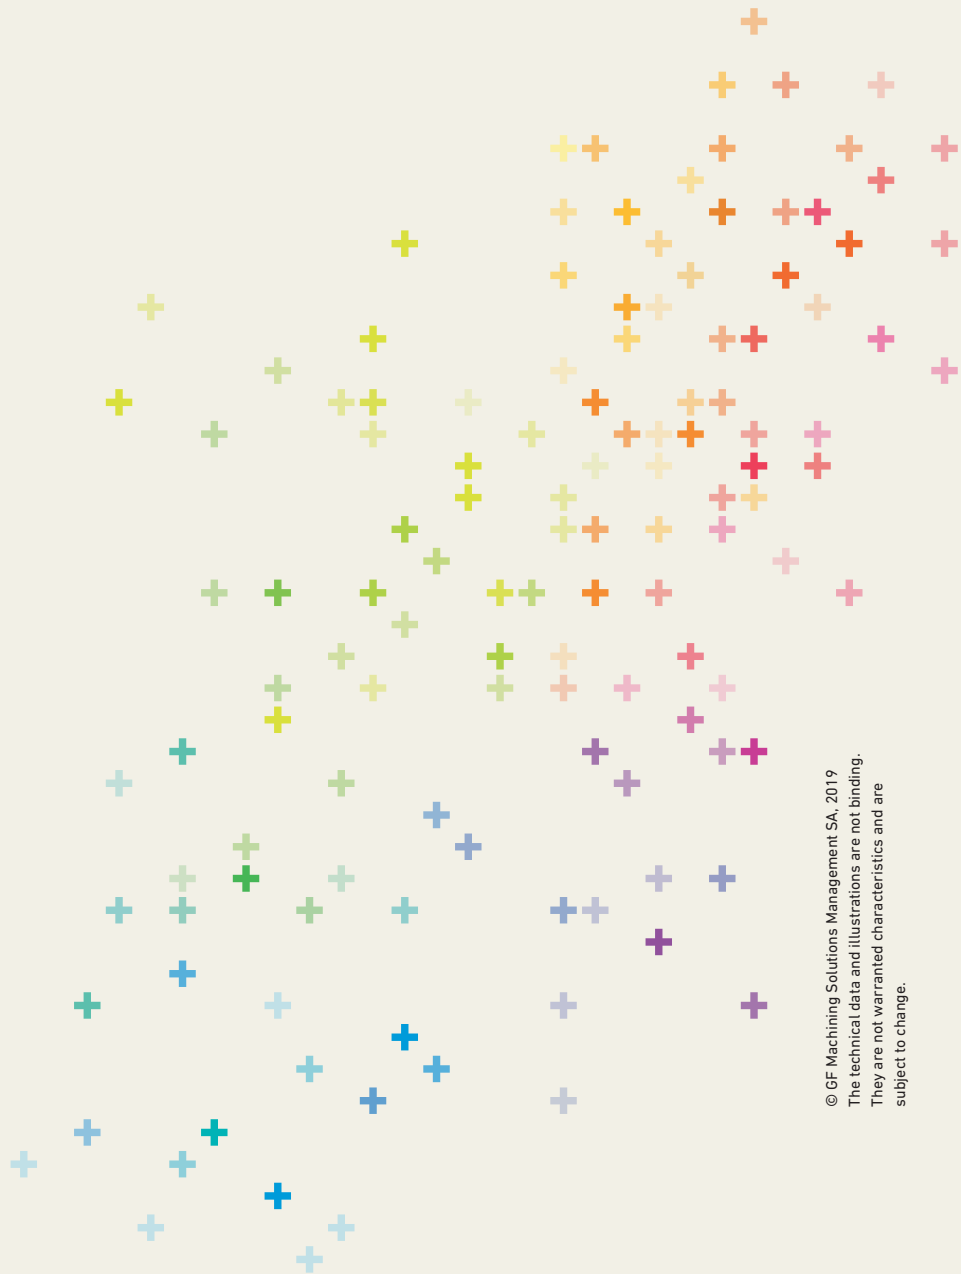 © GF Machining Solutions Management SA, 2019
The technical data and illustrations are not binding.
They are not warranted characteristics and are
subject to change.